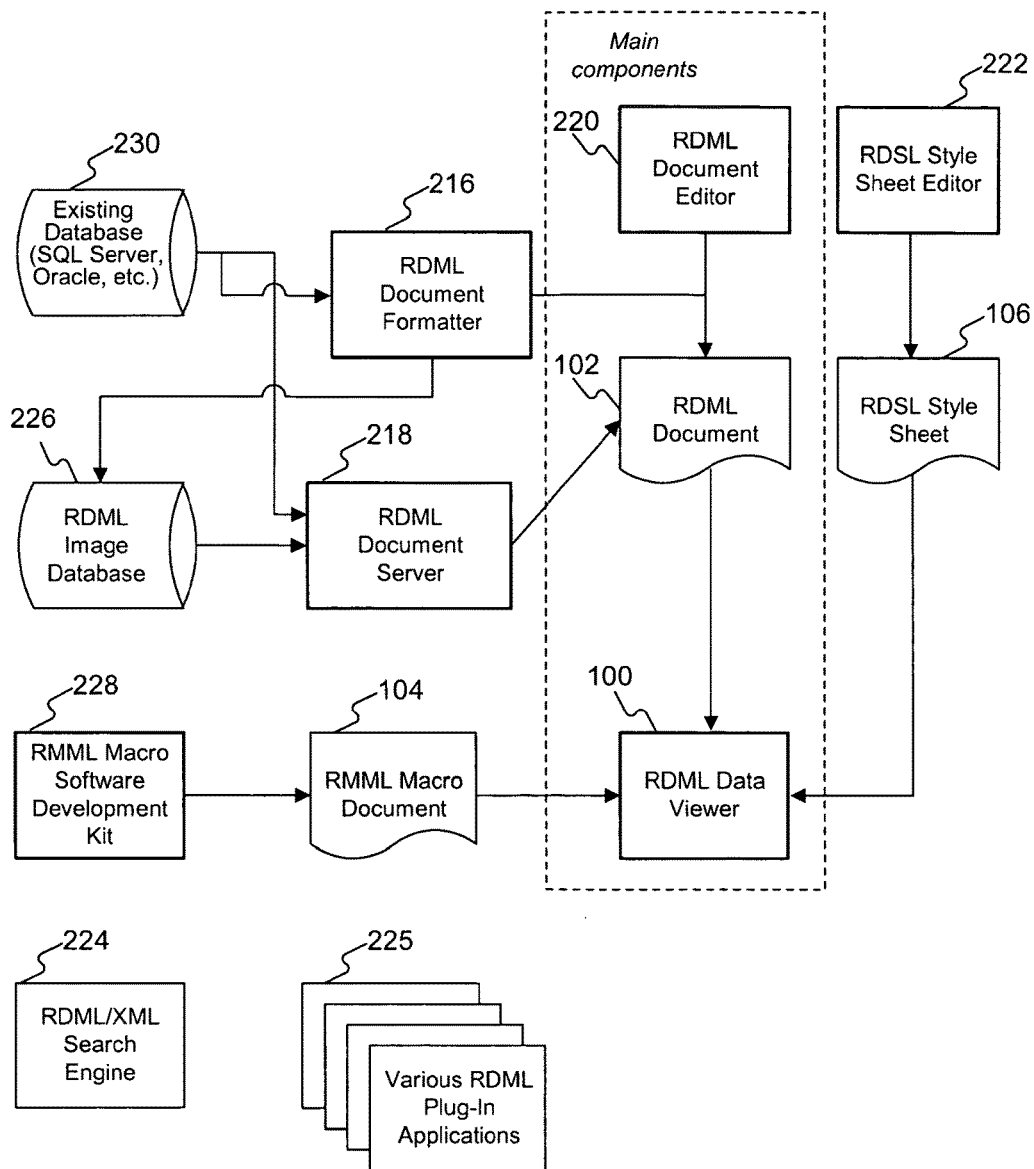 Main
components
222
220
RDML
Document
Editor
RDSL Style
Sheet Editor
230
Existing
Database
(SQL Server,
Oracle, etc.)
216
RDML
Document
Formatter
106
102
RDML
Document
RDSL Style
Sheet
226
RDML
Image
Database
218
RDML
Document
Server
228
RMML Macro
Software
Development
Kit
104
RMML Macro
Document
100
RDML Data
Viewer
224
RDML/XML
Search
Engine
225
Various RDML
Plug-In
Applications